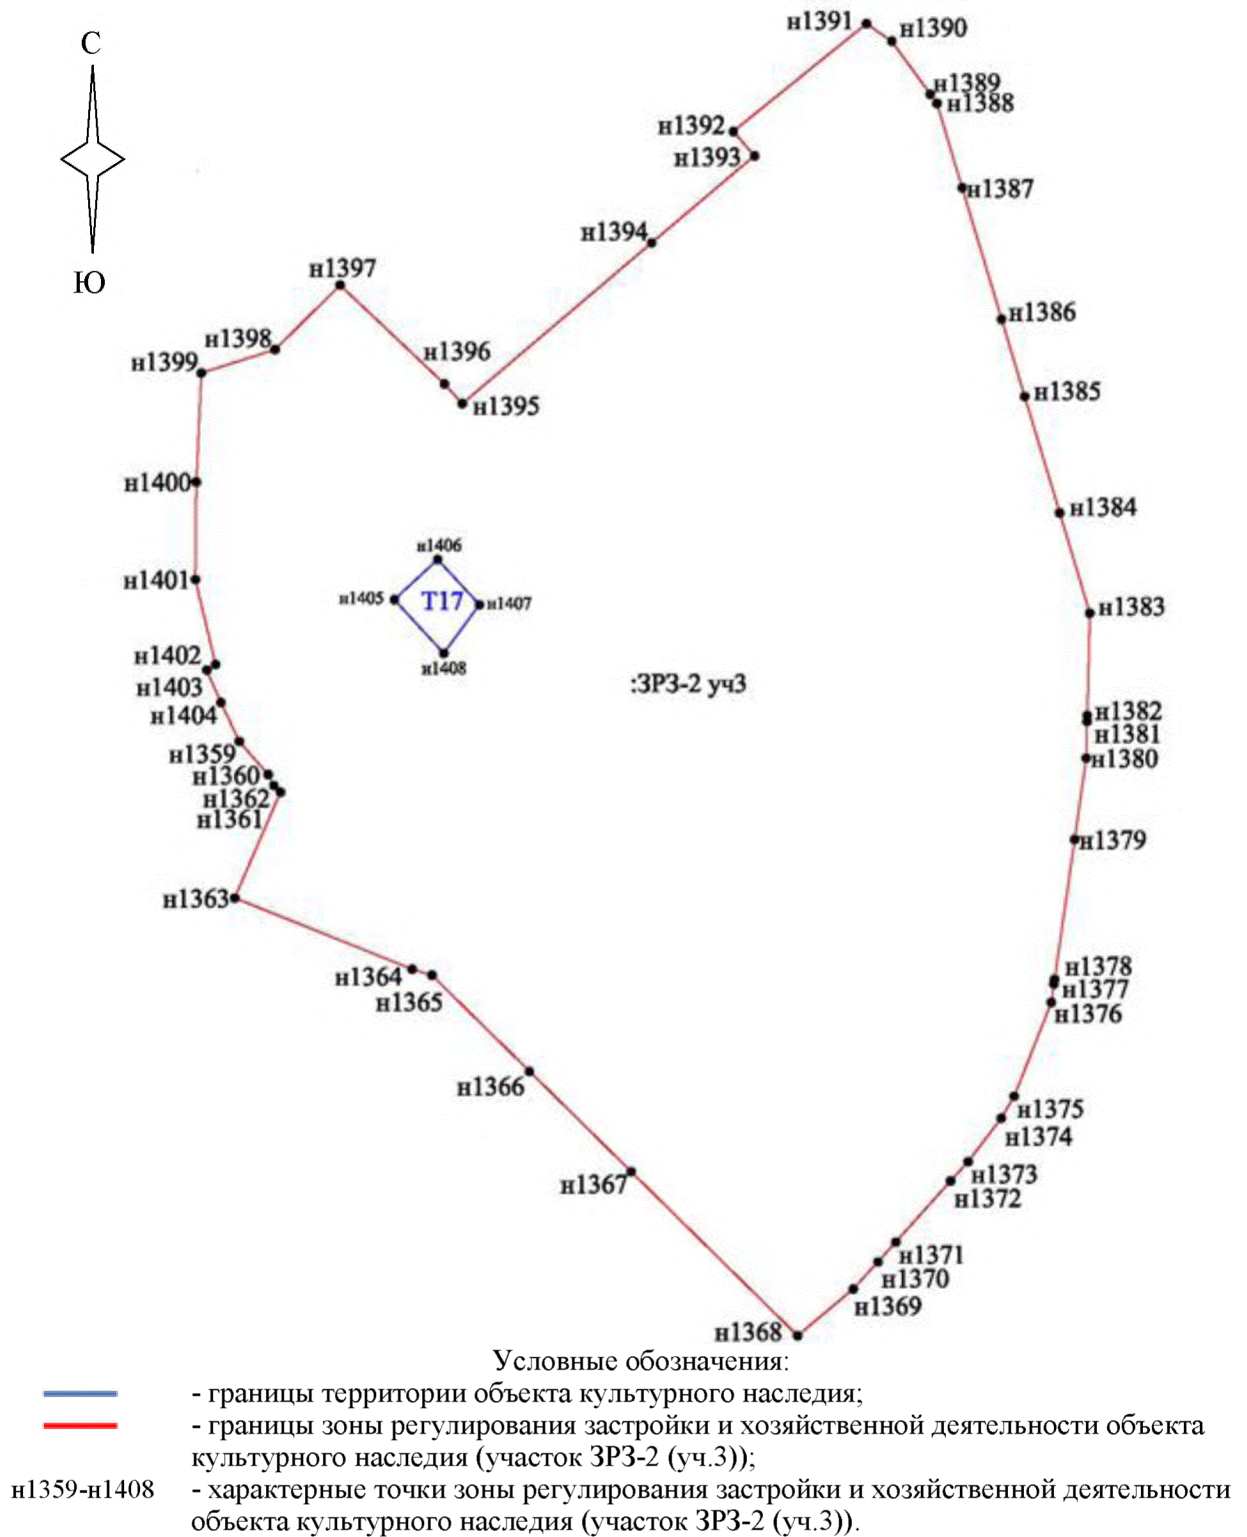 С
Ю
н1391
н1390
н1389
н1388
н1392
н1393
н1387
н1394
н1397
н1386
н1398
н1396
н1399
н1385
н1395
н1400
н1384
н1406
н1401
н1405
Т17
н1407
н1383
н1402
н1408
н1403
:ЗРЗ-2 уч3
н1404
н1382
н1381
н1359
н1380
н1360
н1362
н1361
н1379
н1363
н1364
н1378
н1377
н1365
н1376
н1366
н1375
н1374
н1367
н1373
н1372
н1371
н1370
н1369
н1368
Условные обозначения:
- границы территории объекта культурного наследия;
- границы зоны регулирования застройки и хозяйственной деятельности объекта
культурного наследия (участок ЗРЗ-2 (уч.3));
н1359-н1408 - характерные точки зоны регулирования застройки и хозяйственной деятельности
объекта культурного наследия (участок ЗРЗ-2 (уч.3)).